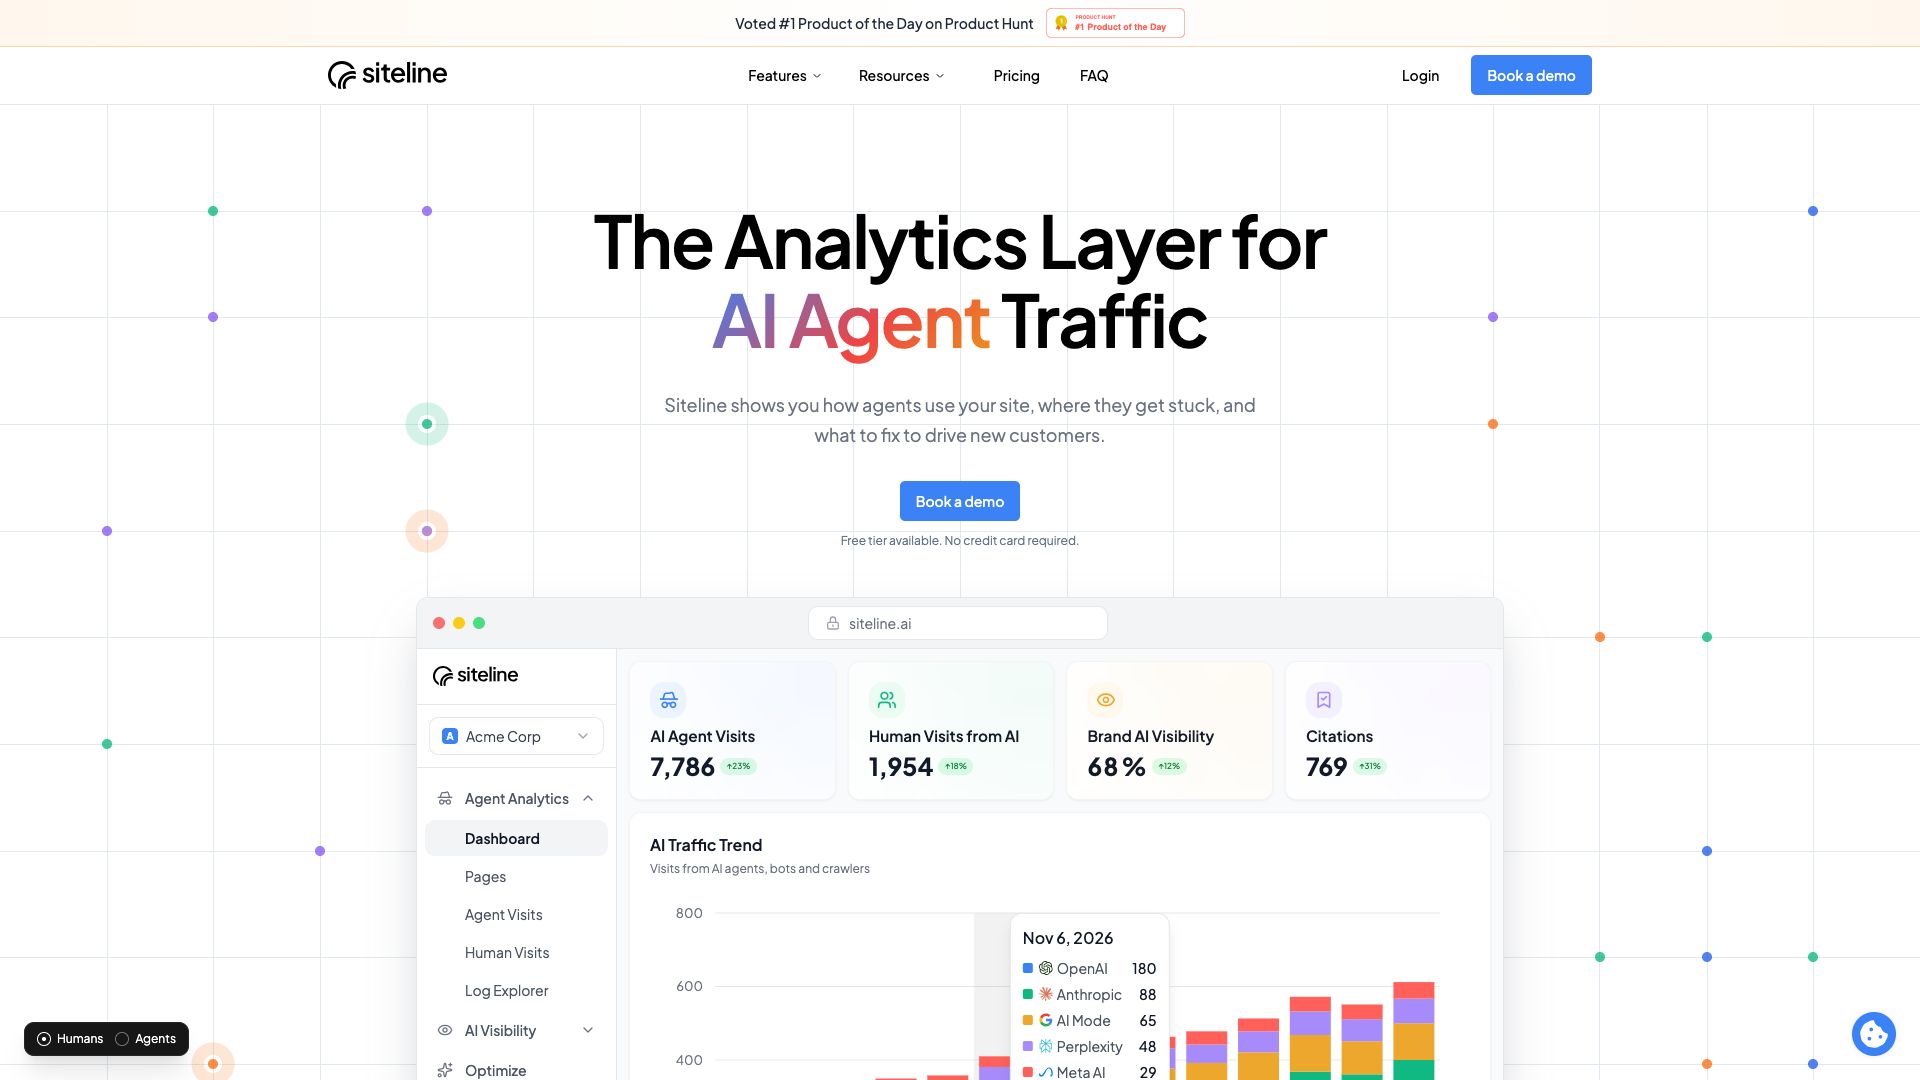 Voted #1 Product of the Day on Product Hunt
PRODUCT HUNT
#1 Product of the Day
siteline
Features
Resources
Pricing
FAQ
Login
Book a demo
The Analytics Layer for
AI Agent Traffic
Siteline shows you how agents use your site, where they get stuck, and
what to fix to drive new customers.
Book a demo
Free tier available. No credit card required.
siteline.ai
siteline
A Acme Corp
Agent Analytics
Dashboard
Pages
Agent Visits
Human Visits
Log Explorer
AI Visibility
Optimize
AI Agent Visits
7,786 ↑23%
Human Visits from AI
1,954 ↑18%
Brand AI Visibility
68% ↑12%
Citations
769 ↑31%
AI Traffic Trend
Visits from AI agents, bots and crawlers
800
600
400
Nov 6, 2026
OpenAI 180
Anthropic 88
AI Mode 65
Perplexity 48
Meta AI 29
Humans
Agents